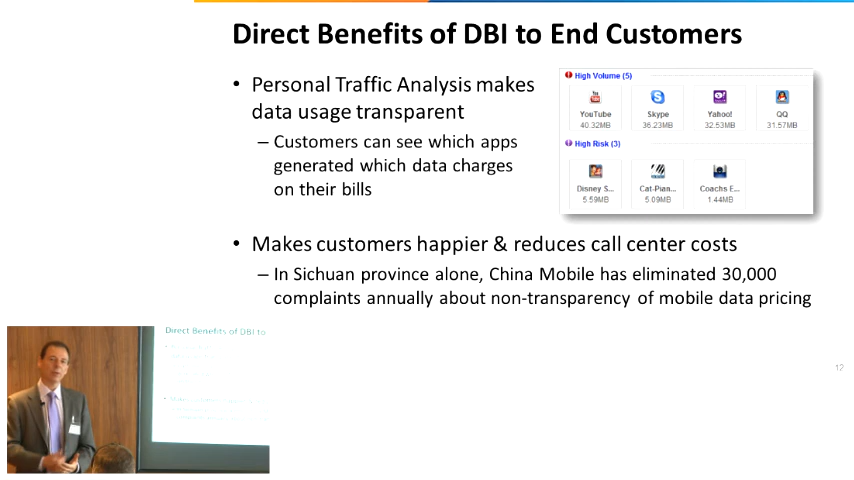 Direct Benefits of DBI to End Customers
• Personal Traffic Analysis makes
data usage transparent
– Customers can see which apps
generated which data charges
on their bills
High Volume (5)
YouTube Skype Yahoo! QQ
40.32MB 36.23MB 32.53MB 31.57MB
High Risk (3)
Disney S... Cat-Pian... Coachs E...
5.59MB 5.09MB 1.44MB
• Makes customers happier & reduces call center costs
– In Sichuan province alone, China Mobile has eliminated 30,000
complaints annually about non-transparency of mobile data pricing
Direct Benefits of DBI to
12